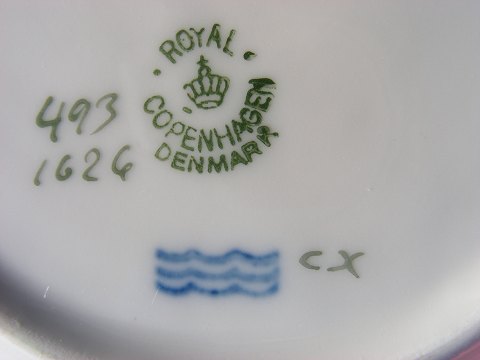 ROYAL
COPENHAGEN
DENMARK
493
1626
CX